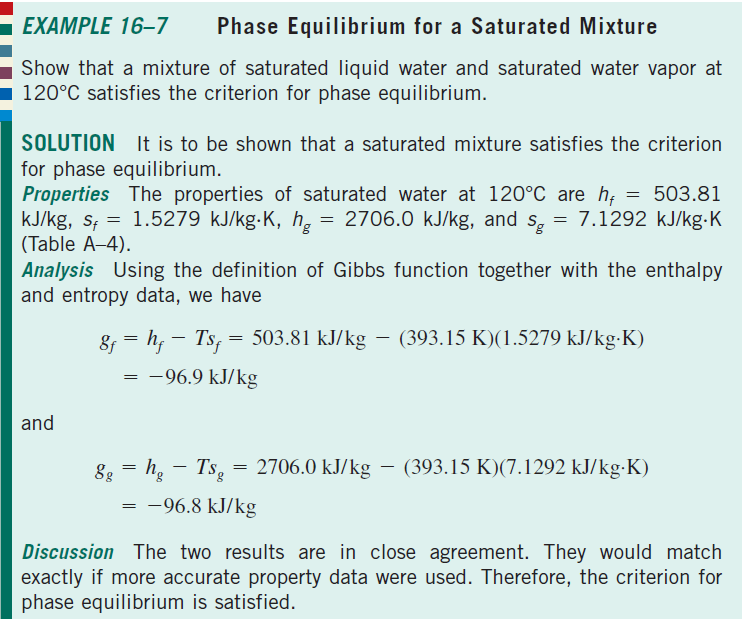 EXAMPLE 16–7 Phase Equilibrium for a Saturated Mixture
Show that a mixture of saturated liquid water and saturated water vapor at
120°C satisfies the criterion for phase equilibrium.
SOLUTION It is to be shown that a saturated mixture satisfies the criterion
for phase equilibrium.
Properties The properties of saturated water at 120°C are h_f = 503.81
kJ/kg, s_f = 1.5279 kJ/kg·K, h_g = 2706.0 kJ/kg, and s_g = 7.1292 kJ/kg·K
(Table A–4).
Analysis Using the definition of Gibbs function together with the enthalpy
and entropy data, we have
g_f = h_f − Ts_f = 503.81 kJ/kg − (393.15 K)(1.5279 kJ/kg·K)
= −96.9 kJ/kg
and
g_g = h_g − Ts_g = 2706.0 kJ/kg − (393.15 K)(7.1292 kJ/kg·K)
= −96.8 kJ/kg
Discussion The two results are in close agreement. They would match
exactly if more accurate property data were used. Therefore, the criterion for
phase equilibrium is satisfied.